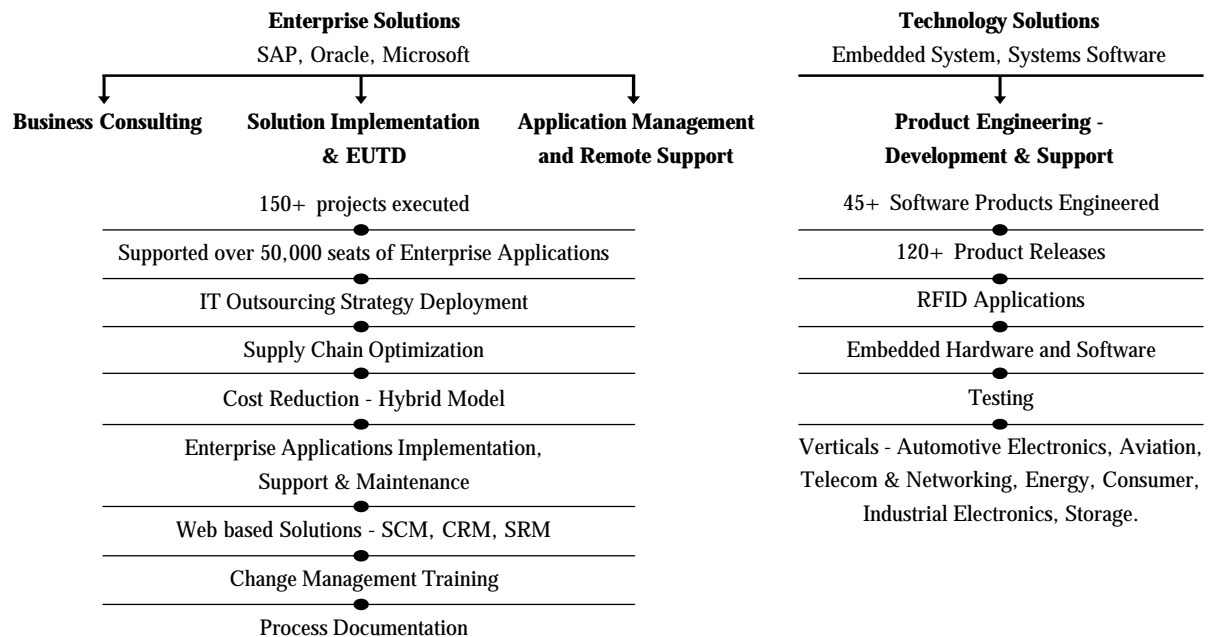 Enterprise Solutions
SAP, Oracle, Microsoft
Business Consulting
Solution Implementation
& EUTD
Application Management
and Remote Support
150+ projects executed
Supported over 50,000 seats of Enterprise Applications
IT Outsourcing Strategy Deployment
Supply Chain Optimization
Cost Reduction - Hybrid Model
Enterprise Applications Implementation,
Support & Maintenance
Web based Solutions - SCM, CRM, SRM
Change Management Training
Process Documentation
Technology Solutions
Embedded System, Systems Software
Product Engineering -
Development & Support
45+ Software Products Engineered
120+ Product Releases
RFID Applications
Embedded Hardware and Software
Testing
Verticals - Automotive Electronics, Aviation,
Telecom & Networking, Energy, Consumer,
Industrial Electronics, Storage.